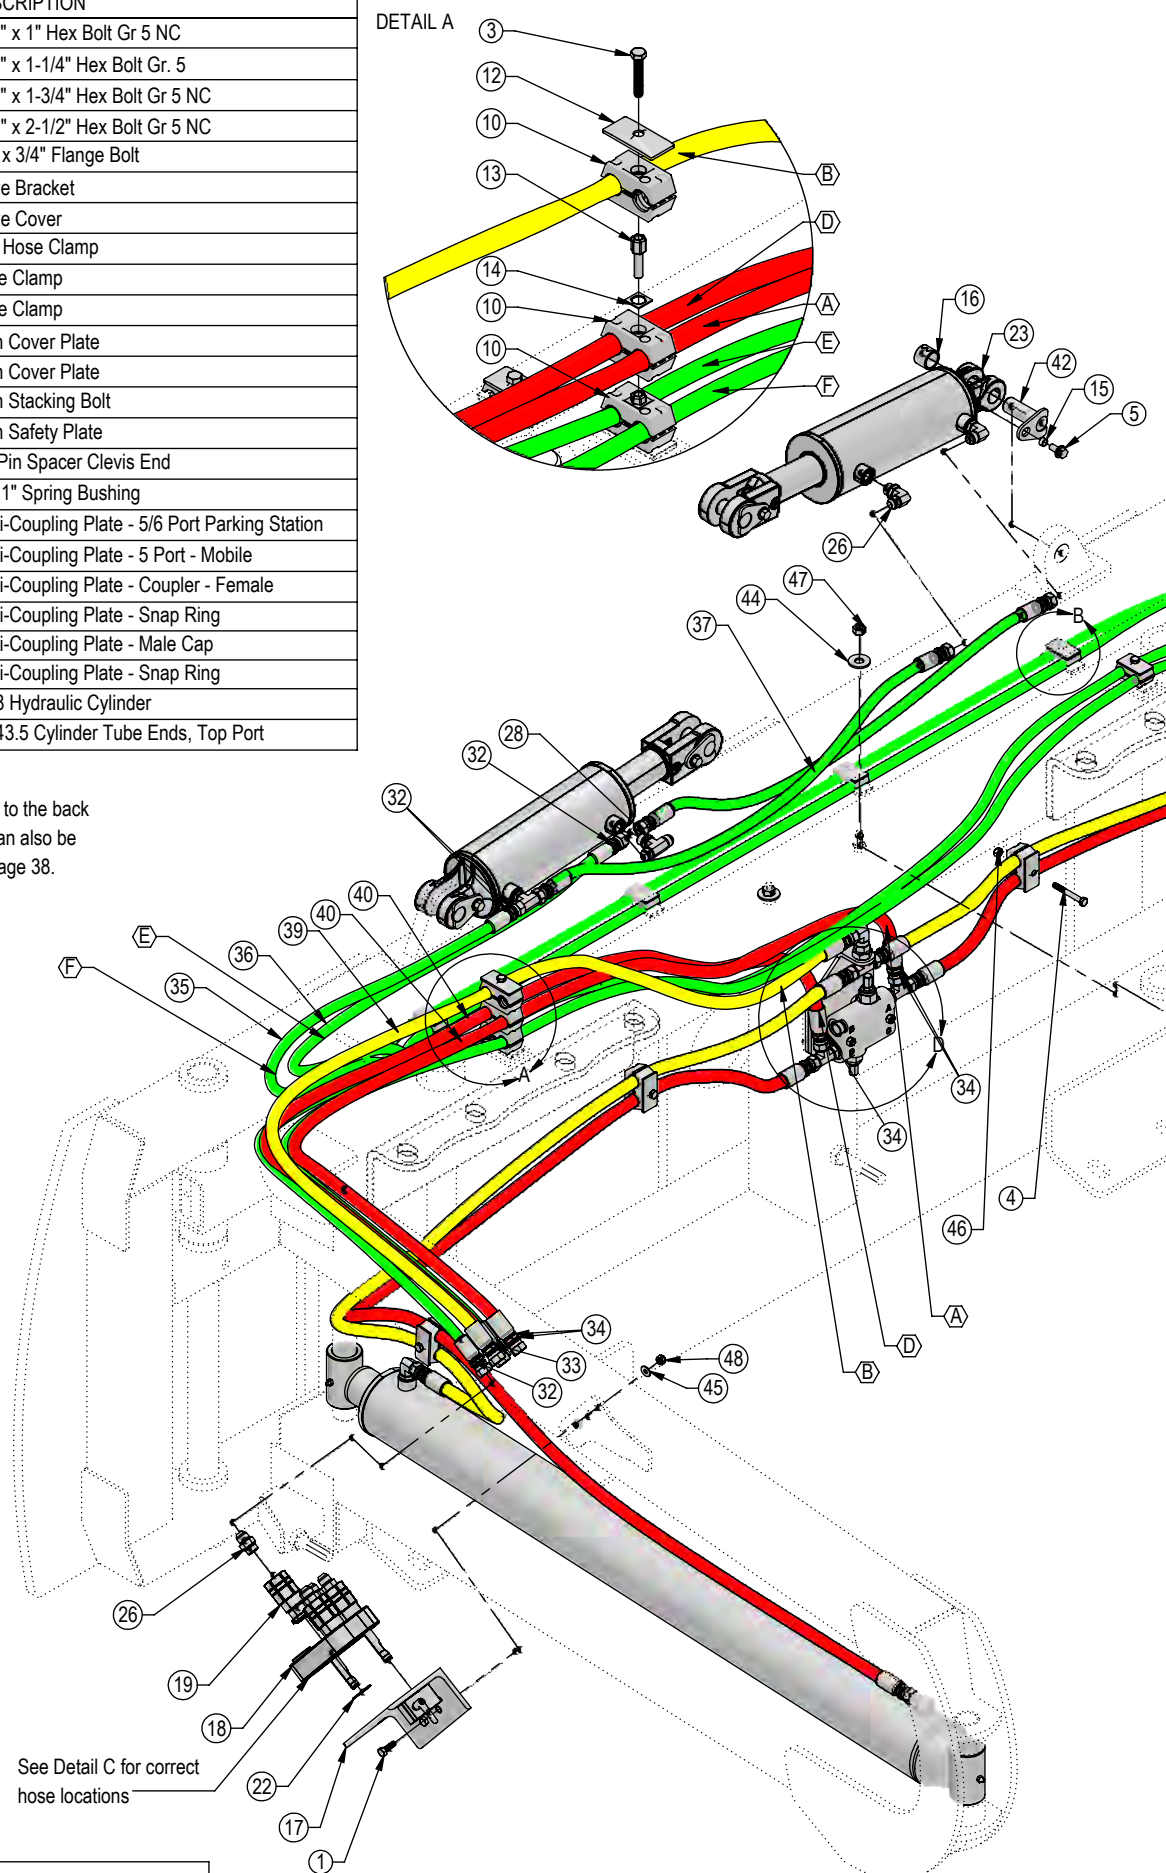 DESCRIPTION
" x 1" Hex Bolt Gr 5 NC
" x 1-1/4" Hex Bolt Gr. 5
" x 1-3/4" Hex Bolt Gr 5 NC
" x 2-1/2" Hex Bolt Gr 5 NC
x 3/4" Flange Bolt
e Bracket
e Cover
Hose Clamp
e Clamp
e Clamp
n Cover Plate
n Cover Plate
n Stacking Bolt
n Safety Plate
Pin Spacer Clevis End
1" Spring Bushing
i-Coupling Plate - 5/6 Port Parking Station
i-Coupling Plate - 5 Port - Mobile
i-Coupling Plate - Coupler - Female
i-Coupling Plate - Snap Ring
i-Coupling Plate - Male Cap
i-Coupling Plate - Snap Ring
8 Hydraulic Cylinder
43.5 Cylinder Tube Ends, Top Port
to the back
an also be
age 38.
DETAIL A
3
12
10
13
14
10
10
B
D
A
E
F
16
23
42
15
5
26
47
44
37
B
28
32
32
40
40
39
E
36
F
35
A
D
34
34
46
4
A
D
B
34
33
32
48
45
26
19
18
22
17
1
See Detail C for correct
hose locations